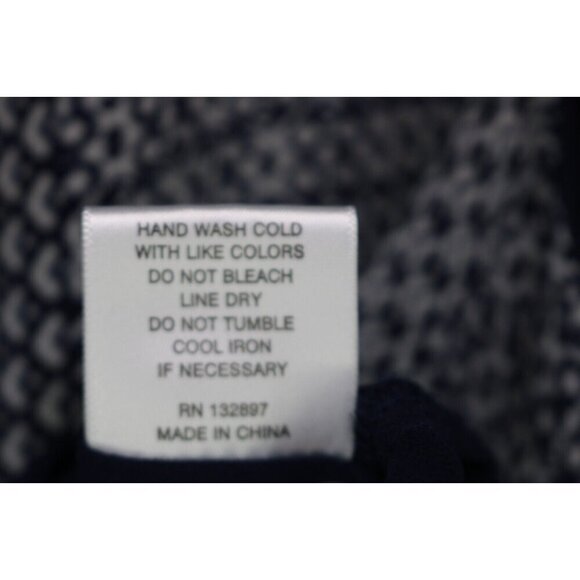 HAND WASH COLD
WITH LIKE COLORS
DO NOT BLEACH
LINE DRY
DO NOT TUMBLE
COOL IRON
IF NECESSARY
RN 132897
MADE IN CHINA